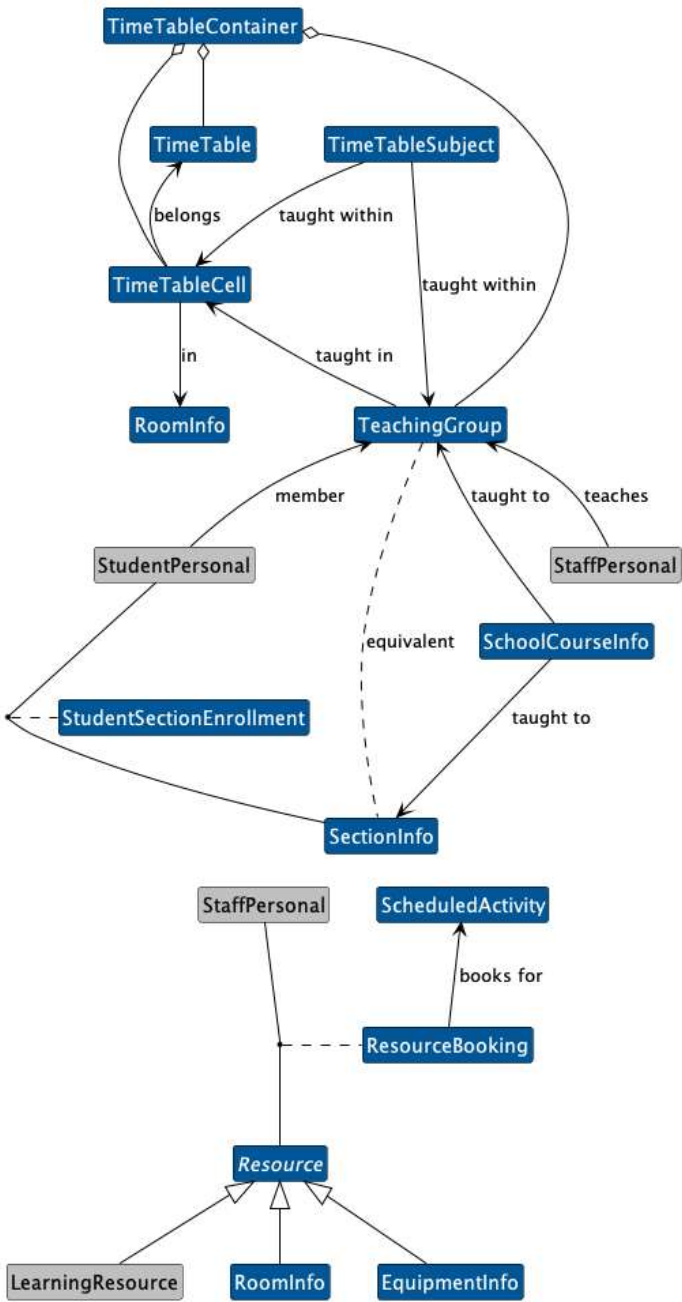 TimeTableContainer
TimeTable
TimeTableSubject
belongs
taught within
TimeTableCell
taught within
in
taught in
RoomInfo
TeachingGroup
member
taught to
teaches
StudentPersonal
StaffPersonal
equivalent
SchoolCourseInfo
StudentSectionEnrollment
taught to
SectionInfo
StaffPersonal
ScheduledActivity
books for
ResourceBooking
Resource
LearningResource
RoomInfo
EquipmentInfo